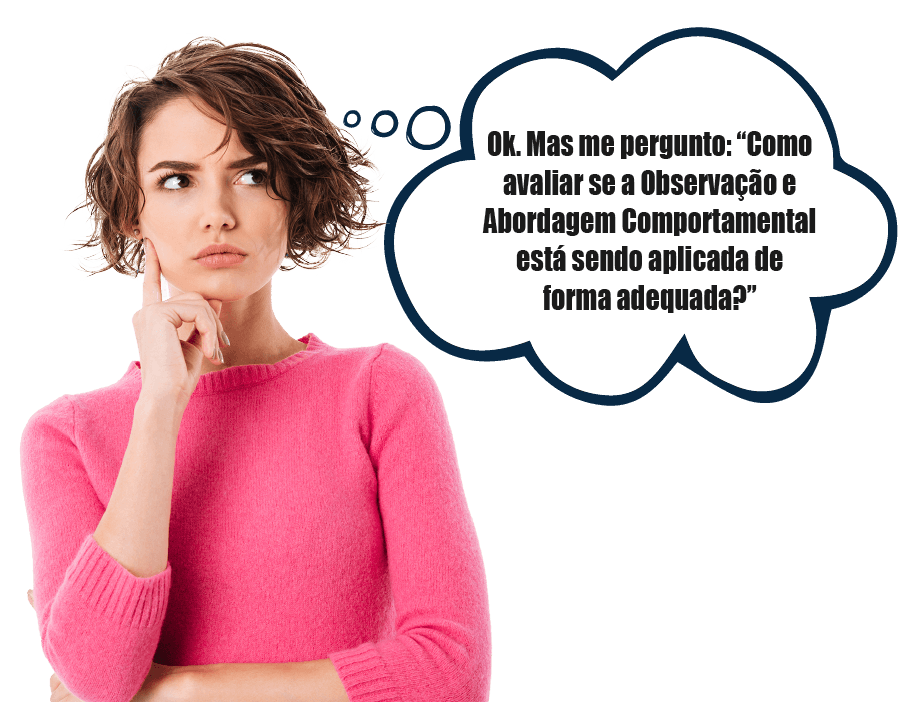 Ok. Mas me pergunto: “Como
avaliar se a Observação e
Abordagem Comportamental
está sendo aplicada de
forma adequada?”